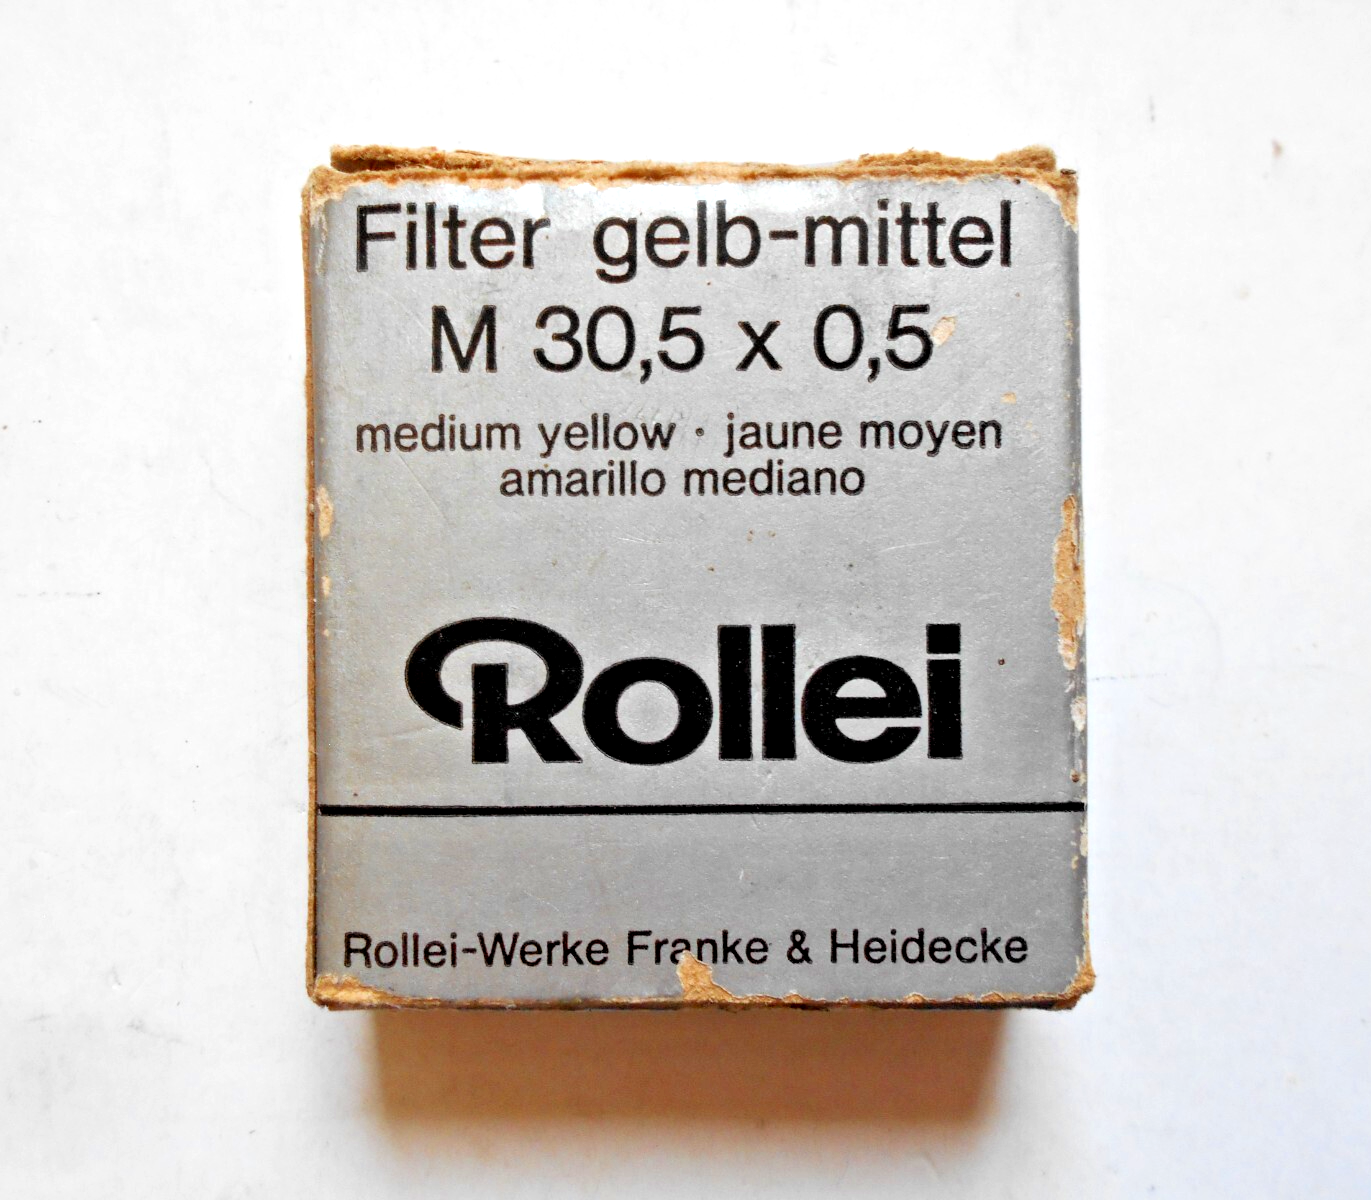 Filter gelb-mittel
M 30,5 x 0,5
medium yellow · jaune moyen
amarillo mediano
Rollei
Rollei-Werke Franke & Heidecke